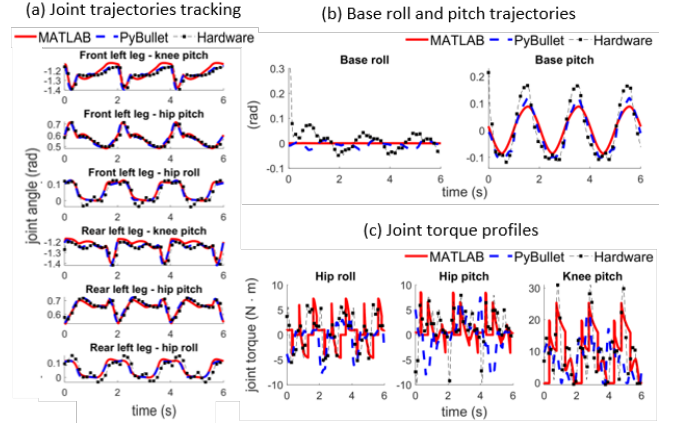 (a) Joint trajectories tracking
MATLAB PyBullet Hardware
Front left leg - knee pitch
-1.2
-1.3
-1.4
0 2 4 6
Front left leg - hip pitch
0.7
0.6
0.5
0 2 4 6
Front left leg - hip roll
0.1
0
0 2 4 6
Rear left leg - knee pitch
-1.2
-1.3
-1.4
0 2 4 6
Rear left leg - hip pitch
0.7
0.6
0 2 4 6
Rear left leg - hip roll
0.1
0
0 2 4 6
joint angle (rad)
time (s)
(b) Base roll and pitch trajectories
MATLAB PyBullet Hardware
Base roll
0.3
0.2
0.1
0
-0.1
0 2 4 6
(rad)
Base pitch
0.2
0.1
0
-0.1
0 2 4 6
time (s)
(c) Joint torque profiles
MATLAB PyBullet Hardware
Hip roll
10
5
0
-5
-10
0 2 4 6
joint torque (N · m)
Hip pitch
10
5
0
-5
-10
0 2 4 6
Knee pitch
30
20
10
0
0 2 4 6
time (s)